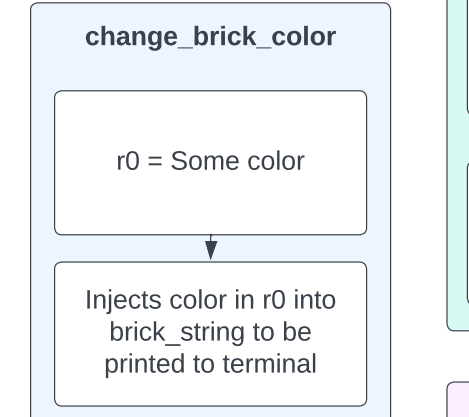 change_brick_color
r0 = Some color
Injects color in r0 into
brick_string to be
printed to terminal